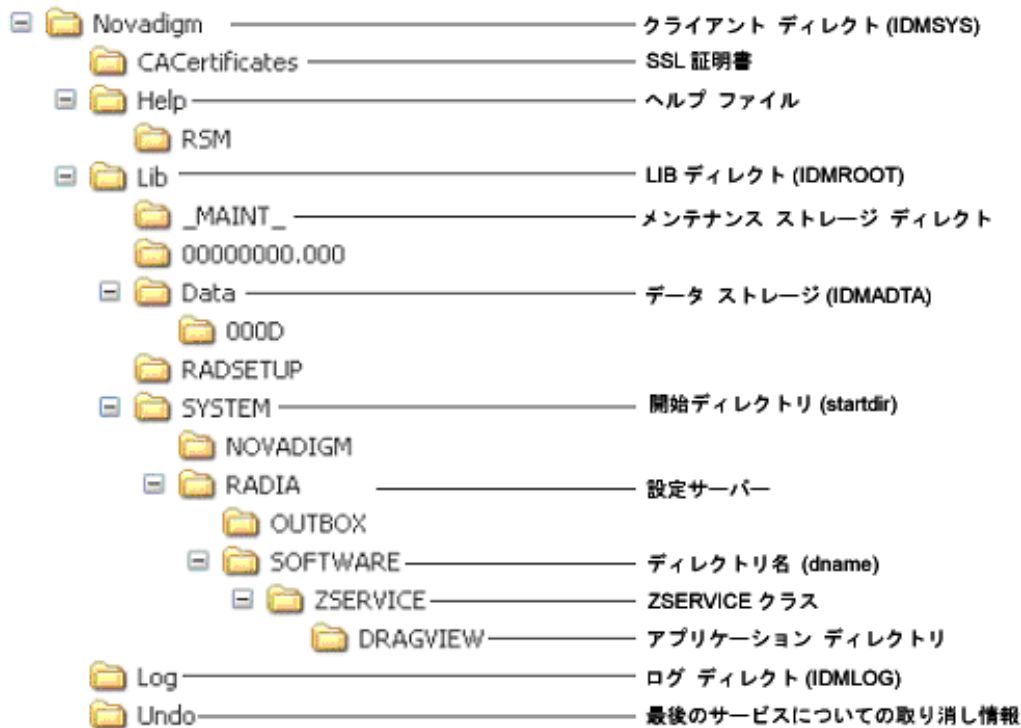 Novadigm クライアント ディレクト (IDMSYS)
CACertificates SSL 証明書
Help ヘルプ ファイル
RSM
Lib LIB ディレクト (IDMROOT)
_MAINT_ メンテナンス ストレージ ディレクト
00000000.000
Data データ ストレージ (IDMADTA)
000D
RADSETUP
SYSTEM 開始ディレクトリ (startdir)
NOVADIGM
RADIA 設定サーバー
OUTBOX
SOFTWARE ディレクトリ名 (dname)
ZSERVICE ZSERVICE クラス
DRAGVIEW アプリケーション ディレクトリ
Log ログ ディレクト (IDMLOG)
Undo 最後のサービスについての取り消し情報